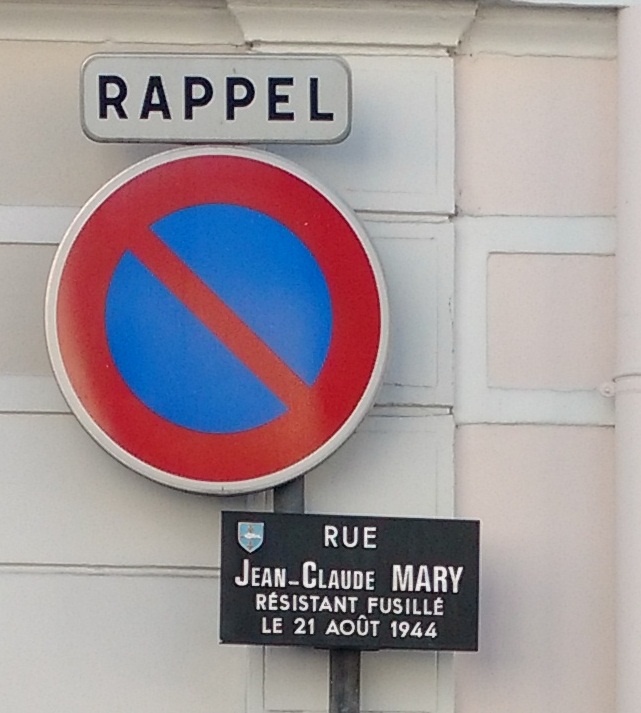 RAPPEL
RUE
JEAN-CLAUDE MARY
RÉSISTANT FUSILLÉ
LE 21 AOÛT 1944